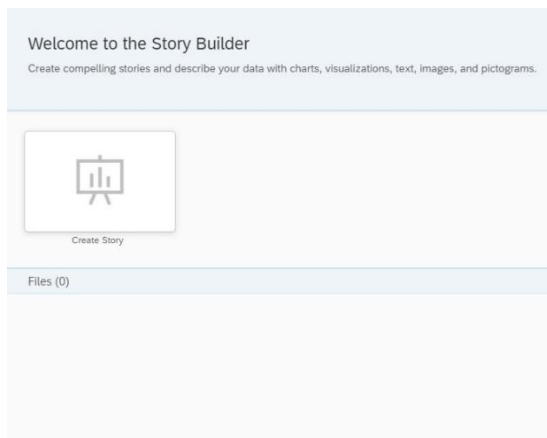 Welcome to the Story Builder
Create compelling stories and describe your data with charts, visualizations, text, images, and pictograms.
Create Story
Files (0)